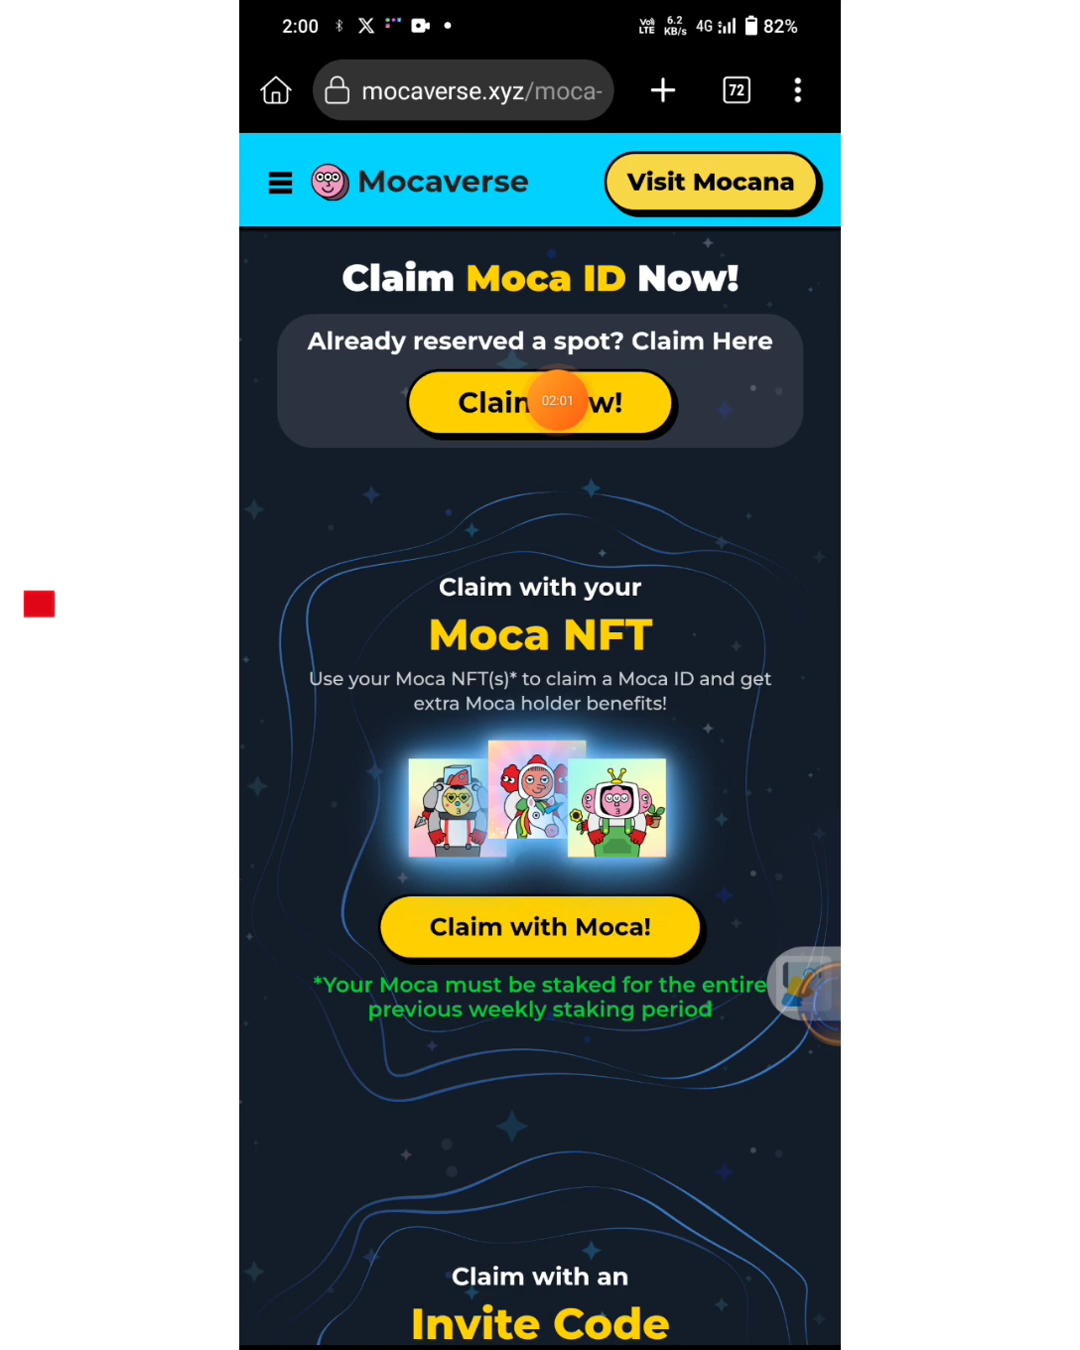 2:00
Vo)) LTE 6.2 KB/s 4G 82%
mocaverse.xyz/moca-
72
Mocaverse
Visit Mocana
Claim Moca ID Now!
Already reserved a spot? Claim Here
Claim 02:01 w!
Claim with your
Moca NFT
Use your Moca NFT(s)* to claim a Moca ID and get
extra Moca holder benefits!
Claim with Moca!
*Your Moca must be staked for the entire
previous weekly staking period
Claim with an
Invite Code